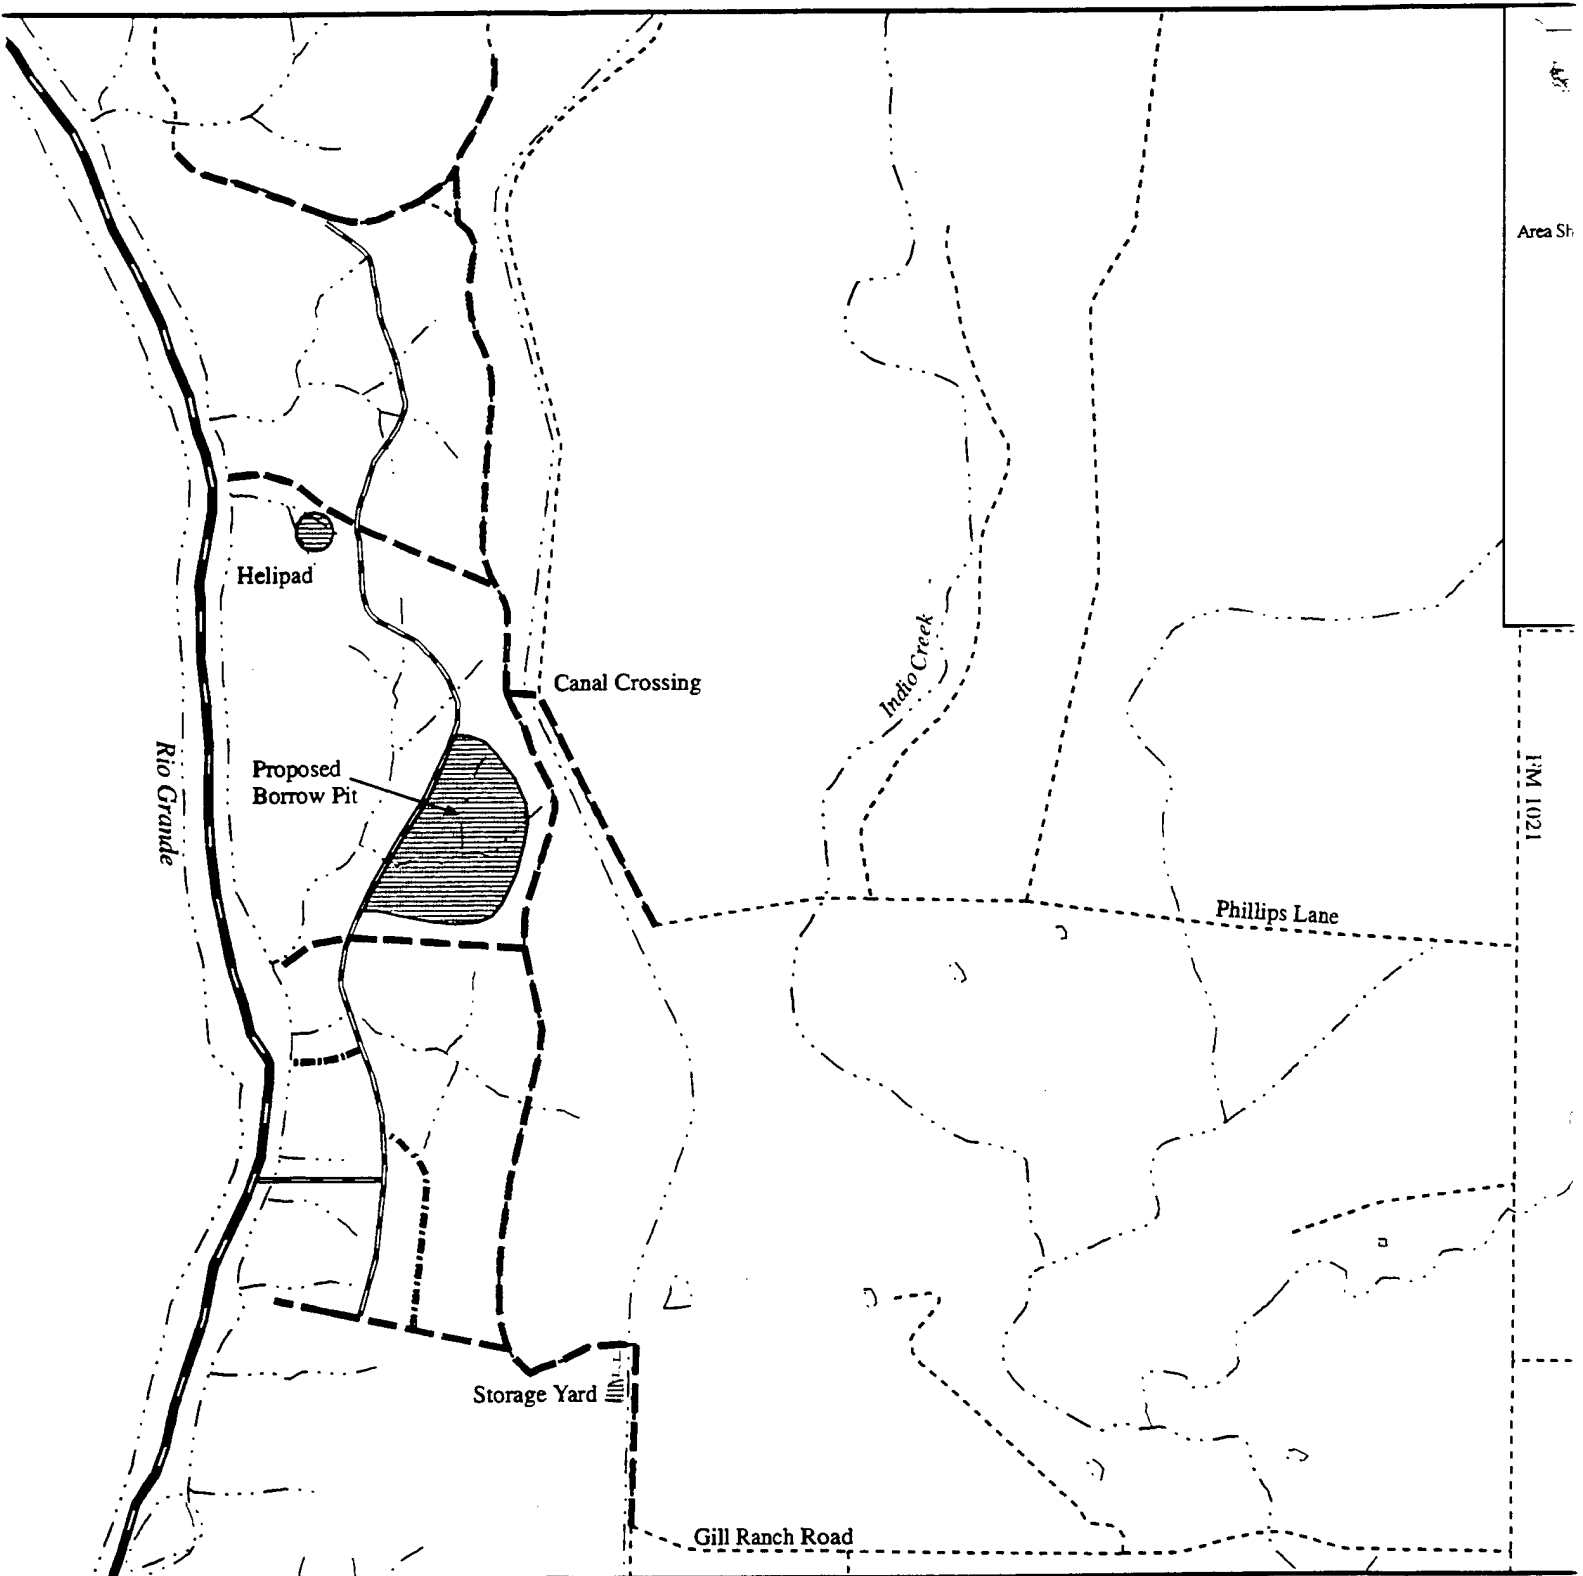 Area Sh
Helipad
Canal Crossing
Indio Creek
Rio Grande
Proposed
Borrow Pit
FM 1021
Phillips Lane
Storage Yard
Gill Ranch Road